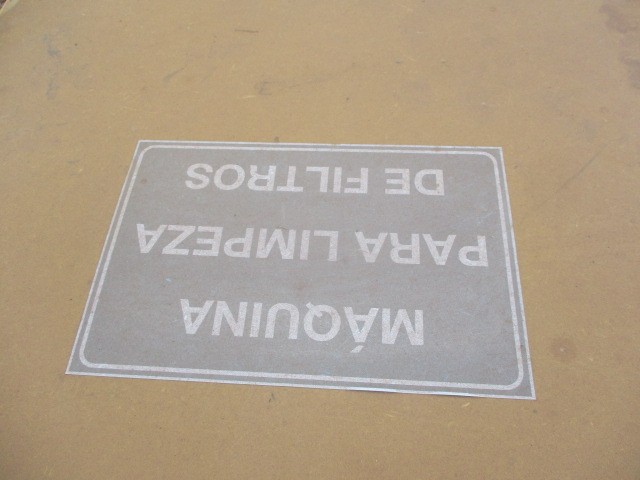 MÁQUINA
PARA LIMPEZA
DE FILTROS